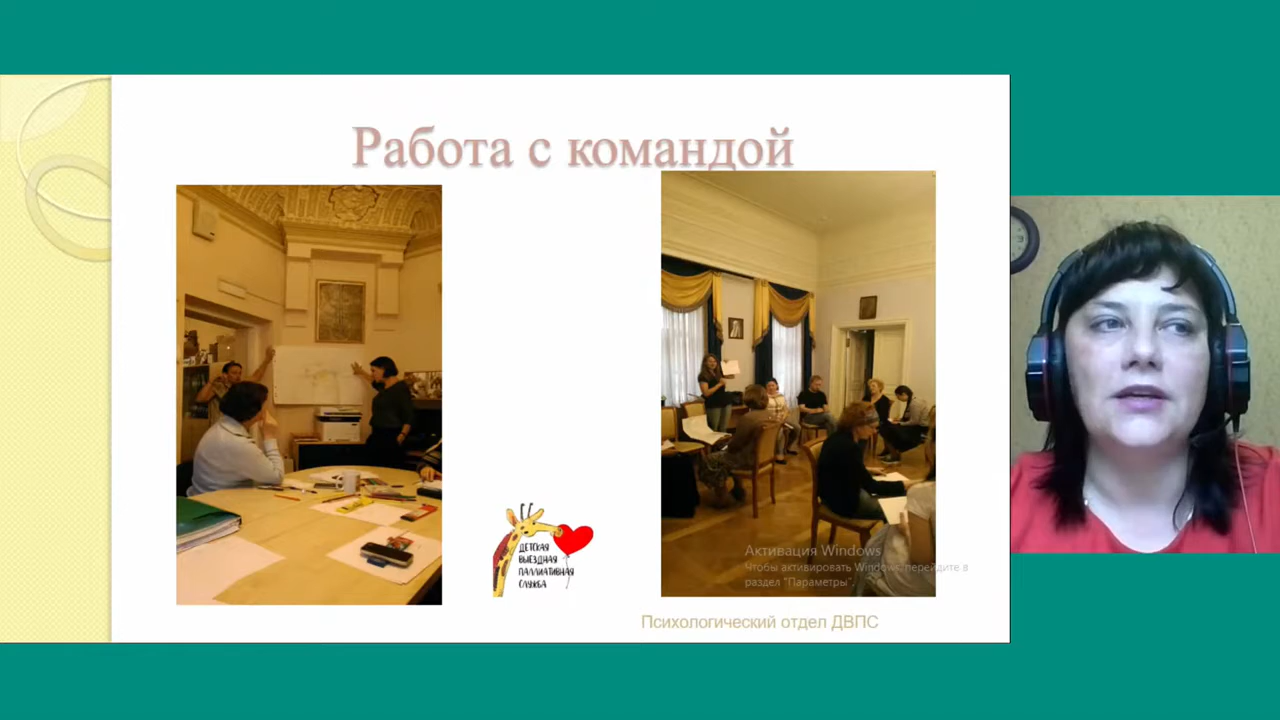 Работа с командой
ДЕТСКАЯ
ВЫЕЗДНАЯ
ПАЛЛИАТИВНАЯ
СЛУЖБА
Активация Windows
Чтобы активировать Windows, перейдите в
раздел "Параметры".
Психологический отдел ДВПС